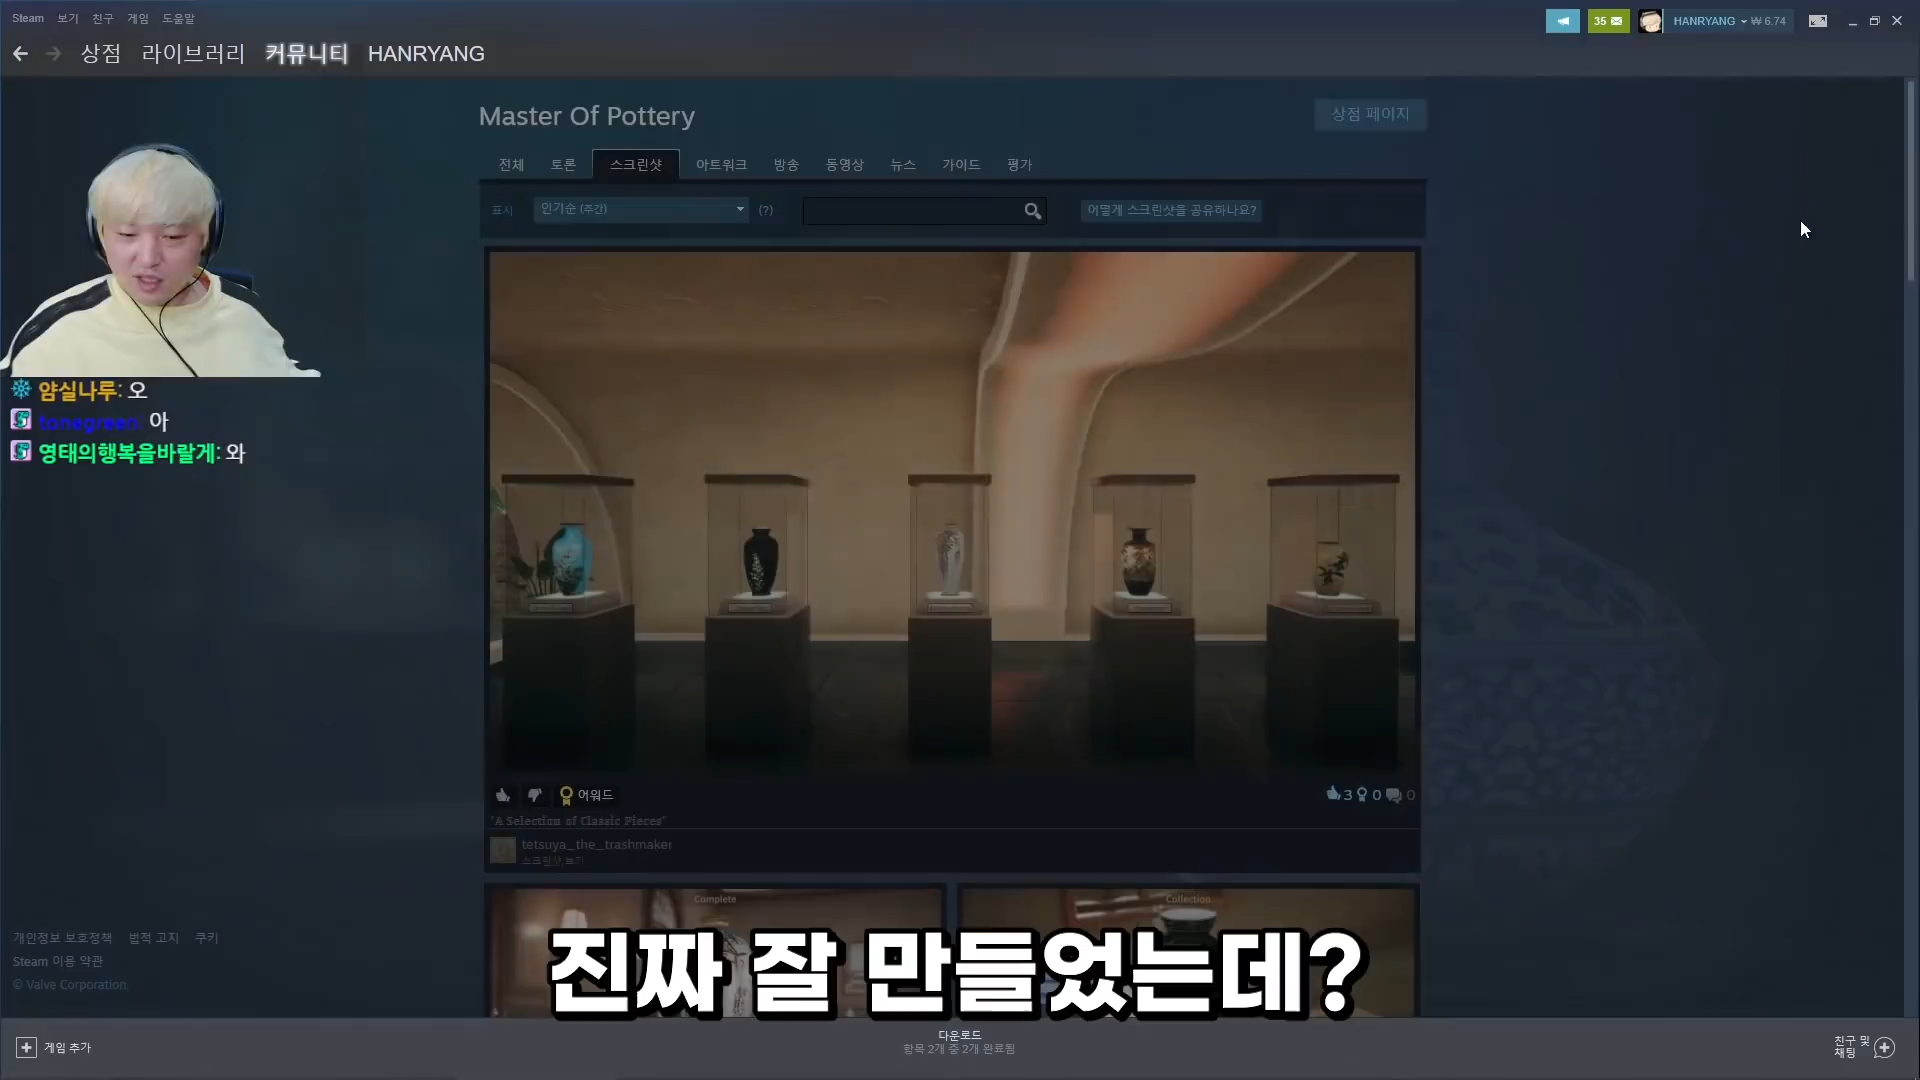 Steam 보기 친구 게임 도움말
35
HANRYANG ₩ 6.74
상점 라이브러리 커뮤니티 HANRYANG
Master Of Pottery
상점 페이지
전체 토론 스크린샷 아트워크 방송 동영상 뉴스 가이드 평가
표시 인기순 (주간) (?)
어떻게 스크린샷을 공유하나요?
얌실나루: 오
tonegreen: 아
영태의행복을바랄게: 와
어워드
3 0 0
"A Selection of Classic Pieces"
tetsuya_the_trashmaker
스크린샷 보기
Complete
Collection
진짜 잘 만들었는데?
개인정보 보호정책 법적 고지 쿠키
Steam 이용 약관
© Valve Corporation.
게임 추가
다운로드
항목 2개 중 2개 완료됨
친구 및
채팅